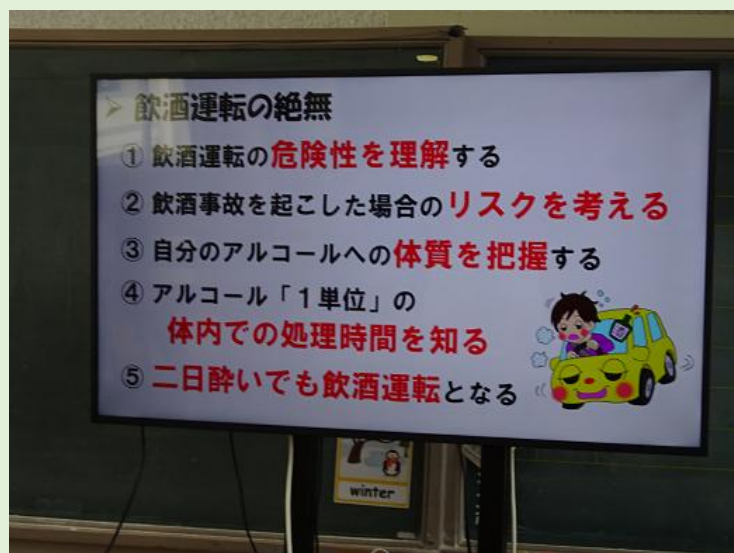 ➢ 飲酒運転の絶無
① 飲酒運転の危険性を理解する
② 飲酒事故を起こした場合のリスクを考える
③ 自分のアルコールへの体質を把握する
④ アルコール「1単位」の
体内での処理時間を知る
⑤ 二日酔いでも飲酒運転となる
winter